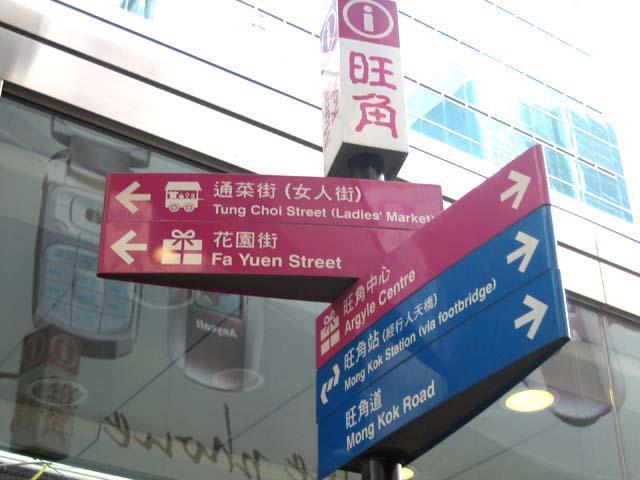 i
旺角
通菜街 (女人街)
Tung Choi Street (Ladies' Market)
花園街
Fa Yuen Street
旺角中心
Argyle Centre
旺角站 (經行人天橋)
Mong Kok Station (via footbridge)
旺角道
Mong Kok Road
Anycall
phone